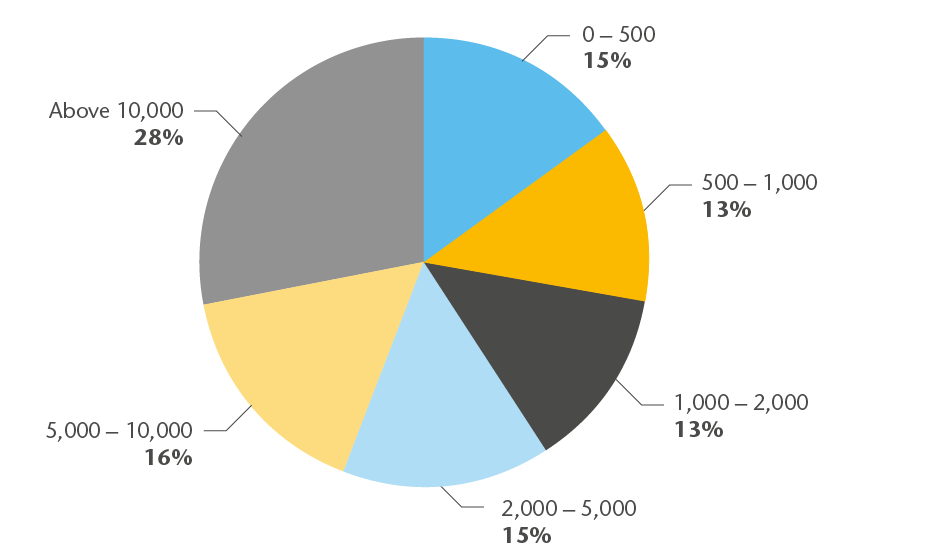 0 – 500
15%
500 – 1,000
13%
1,000 – 2,000
13%
2,000 – 5,000
15%
5,000 – 10,000
16%
Above 10,000
28%